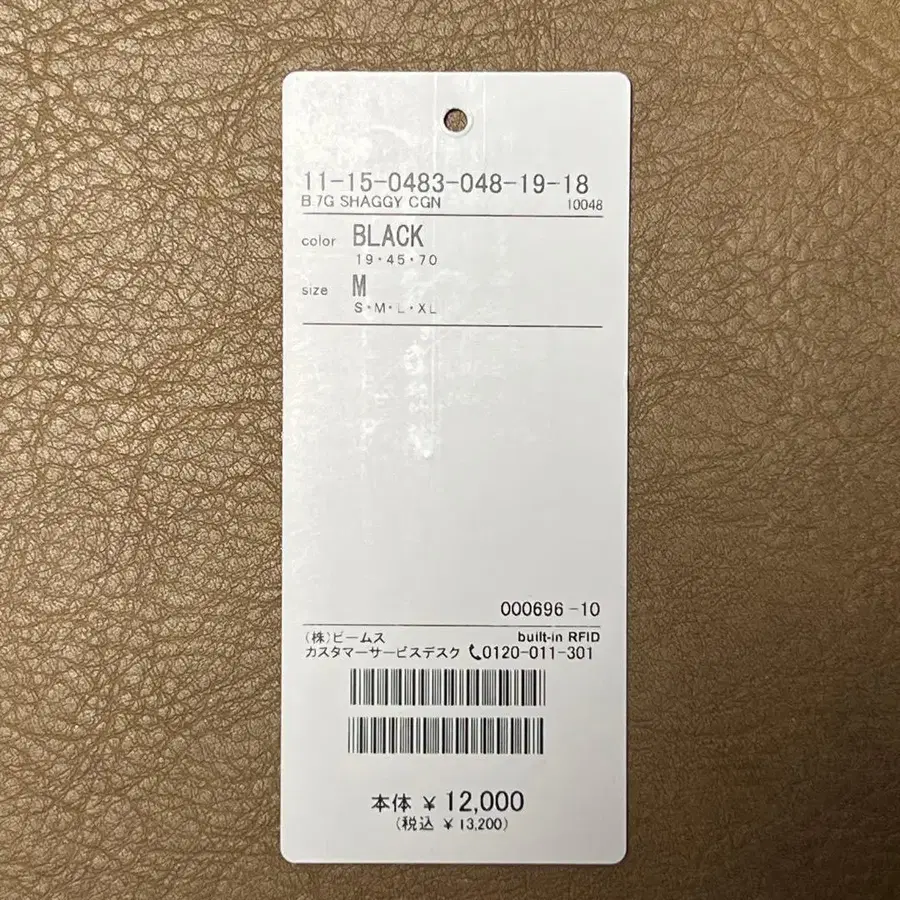 11-15-0483-048-19-18
B.7G SHAGGY CGN 10048
color BLACK
19・45・70
size M
S・M・L・XL
000696-10
(株)ビームス built-in RFID
カスタマーサービスデスク 0120-011-301
本体 ¥ 12,000
(税込 ¥ 13,200)